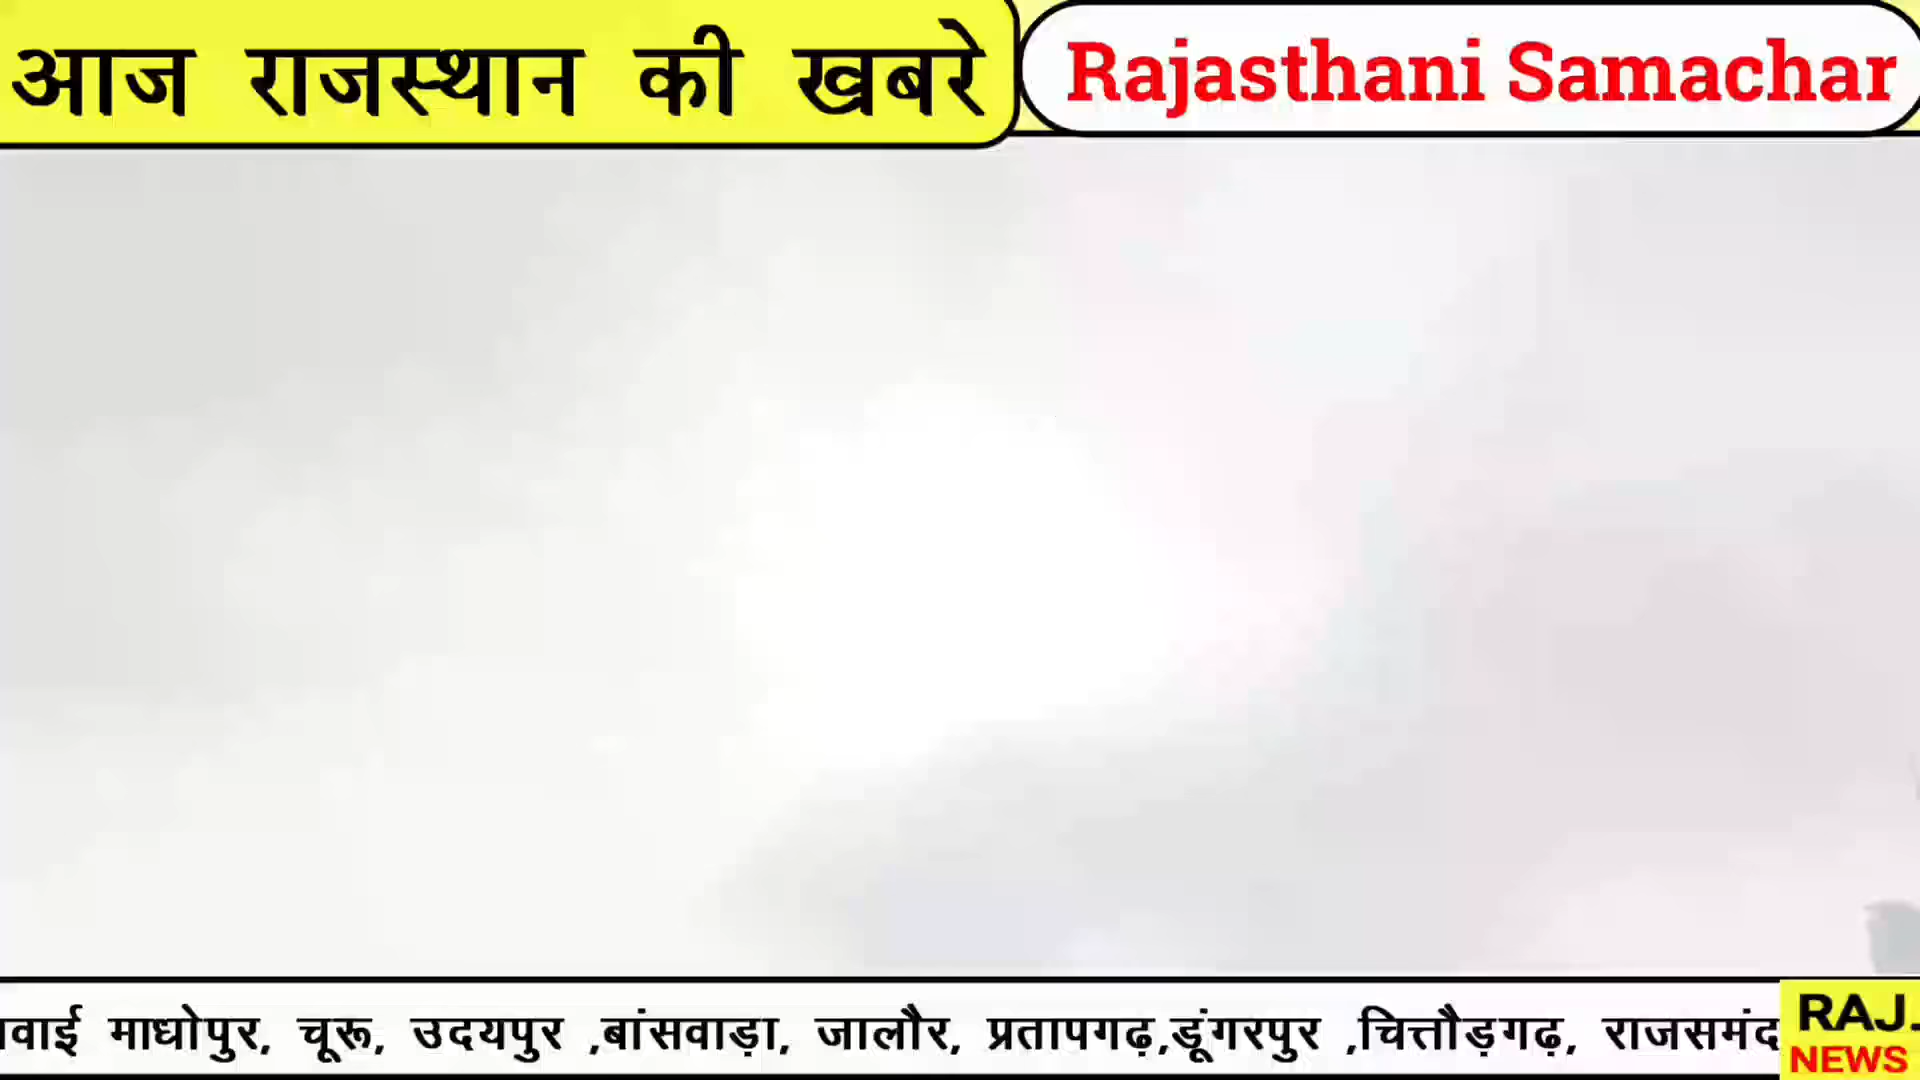 आज राजस्थान की खबरे
Rajasthani Samachar
माधोपुर, चूरू, उदयपुर ,बांसवाड़ा, जालौर, प्रतापगढ़,डूंगरपुर ,चित्तौड़गढ़, राजसमंद
RAJ.
NEWS